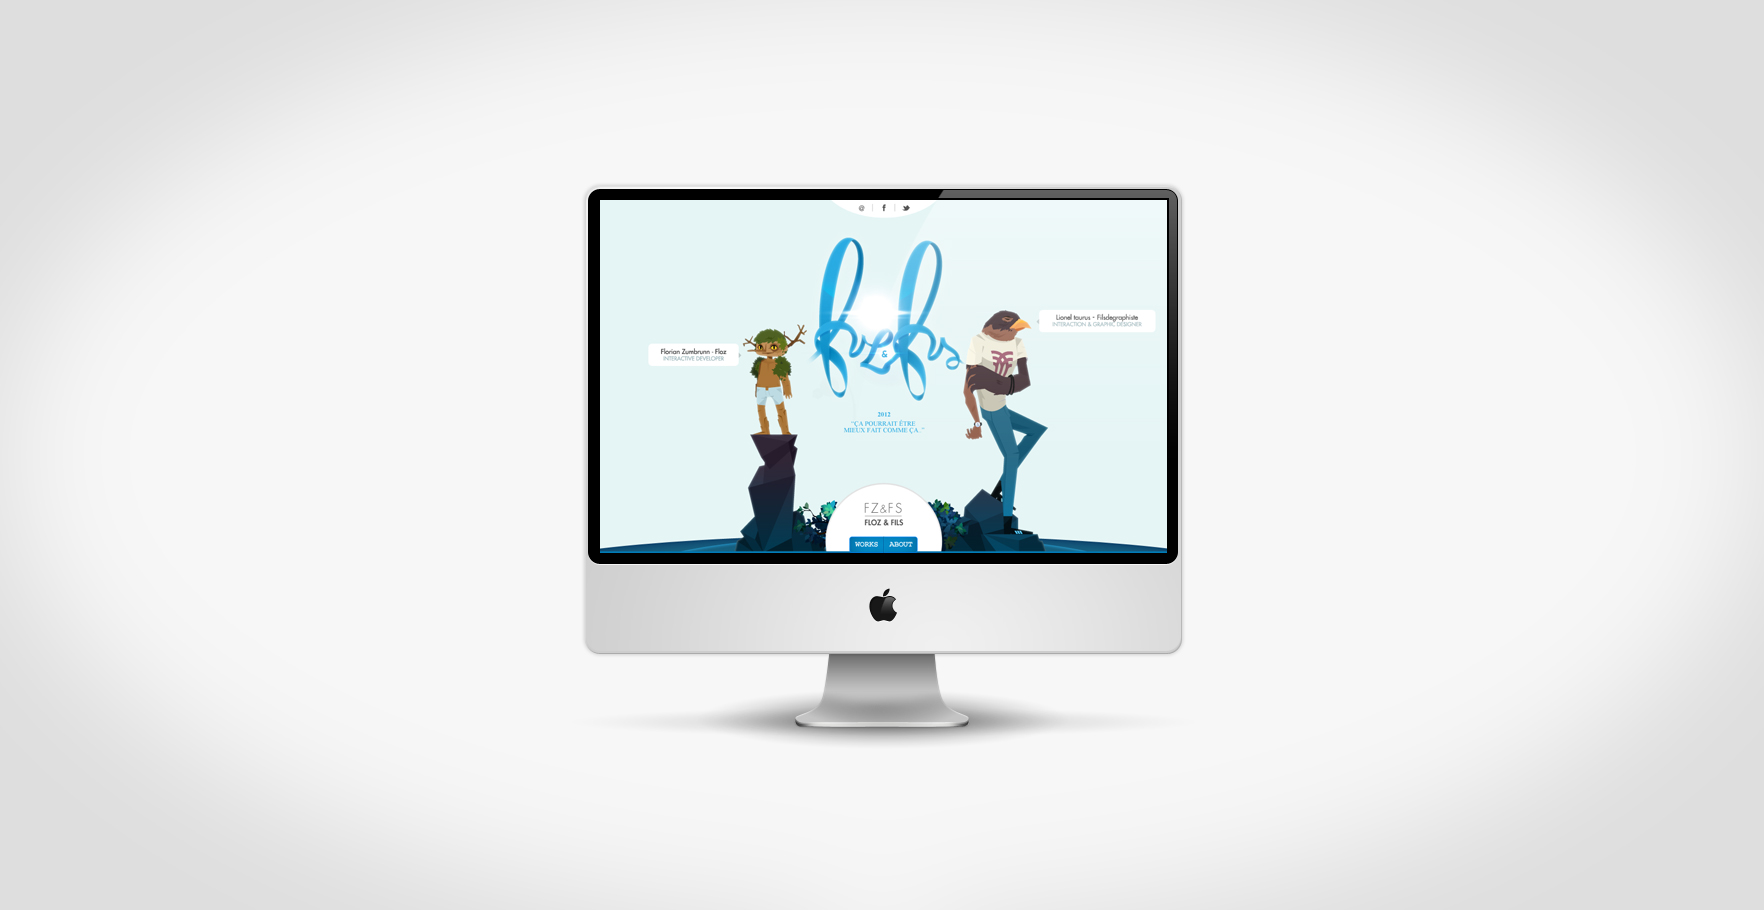 @ | f |
fz & fs
Lionel taurus - Filsdegraphiste
INTERACTION & GRAPHIC DESIGNER
Florian Zumbrunn - Floz
INTERACTIVE DEVELOPER
2012
"ÇA POURRAIT ÊTRE
MIEUX FAIT COMME ÇA ."
FZ&FS
FLOZ & FILS
WORKS ABOUT